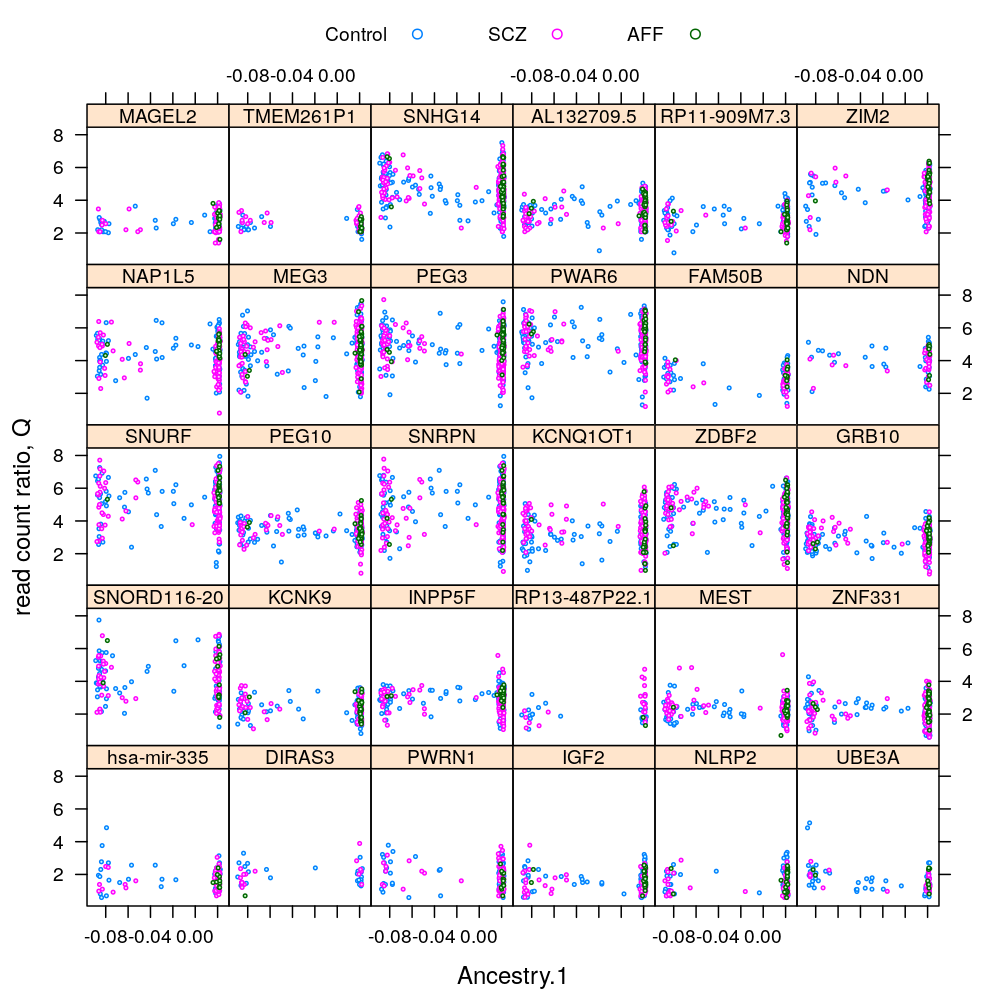 Control SCZ AFF
-0.08-0.04 0.00 -0.08-0.04 0.00 -0.08-0.04 0.00
MAGEL2 TMEM261P1 SNHG14 AL132709.5 RP11-909M7.3 ZIM2
8
6
4
2
NAP1L5 MEG3 PEG3 PWAR6 FAM50B NDN
8
6
4
2
SNURF PEG10 SNRPN KCNQ1OT1 ZDBF2 GRB10
8
6
4
2
SNORD116-20 KCNK9 INPP5F RP13-487P22.1 MEST ZNF331
8
6
4
2
hsa-mir-335 DIRAS3 PWRN1 IGF2 NLRP2 UBE3A
8
6
4
2
-0.08-0.04 0.00 -0.08-0.04 0.00 -0.08-0.04 0.00
read count ratio, Q
Ancestry.1